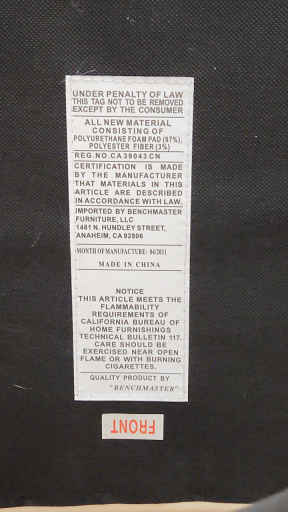 UNDER PENALTY OF LAW
THIS TAG NOT TO BE REMOVED
EXCEPT BY THE CONSUMER
ALL NEW MATERIAL
CONSISTING OF
POLYURETHANE FOAM PAD (97%),
POLYESTER FIBER (3%)
REG.NO.CA39043.CN
CERTIFICATION IS MADE
BY THE MANUFACTURER
THAT MATERIALS IN THIS
ARTICLE ARE DESCRIBED
IN ACCORDANCE WITH LAW.
IMPORTED BY BENCHMASTER
FURNITURE, LLC
1481 N. HUNDLEY STREET,
ANAHEIM, CA 92806
MONTH OF MANUFACTURE: 04/2011
MADE IN CHINA
NOTICE
THIS ARTICLE MEETS THE
FLAMMABILITY
REQUIREMENTS OF
CALIFORNIA BUREAU OF
HOME FURNISHINGS
TECHNICAL BULLETIN 117.
CARE SHOULD BE
EXERCISED NEAR OPEN
FLAME OR WITH BURNING
CIGARETTES.
QUALITY PRODUCT BY
"BENCHMASTER"
FRONT